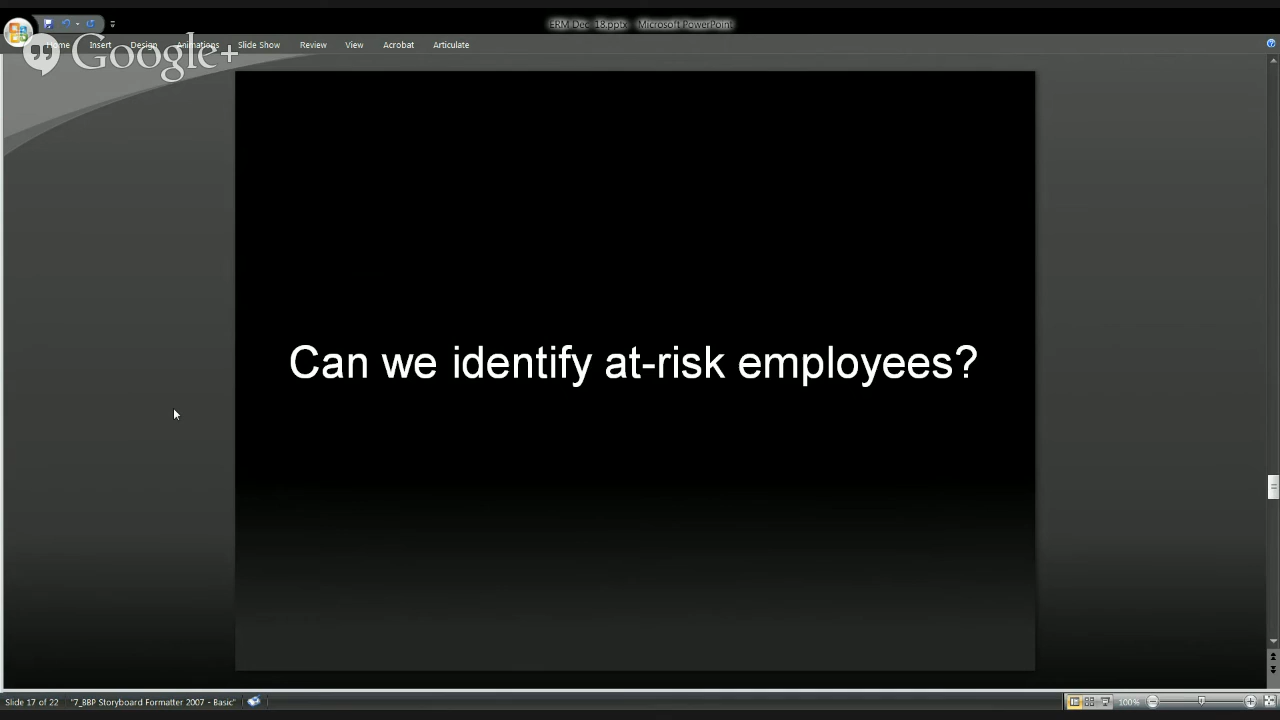 ERM Dec 18.pptx - Microsoft PowerPoint
Home Insert Design Animations Slide Show Review View Acrobat Articulate
Google+
Can we identify at-risk employees?
Slide 17 of 22 "7_BBP Storyboard Formatter 2007 - Basic" 100%